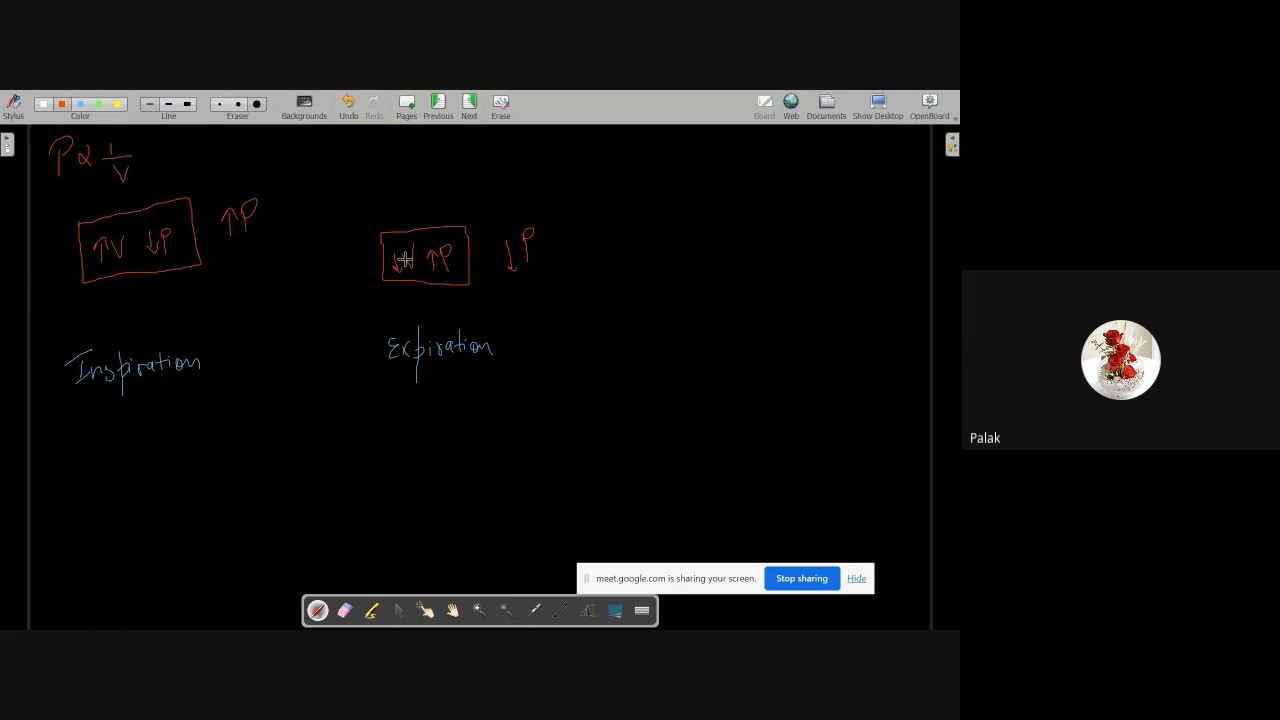 Stylus
Color
Line
Eraser
Backgrounds
Undo
Redo
Pages
Previous
Next
Erase
Board
Web
Documents
Show Desktop
OpenBoard
P ∝ 1/V
↑V ↓P ↑P
↓V ↑P ↓P
Inspiration
Expiration
Palak
meet.google.com is sharing your screen.
Stop sharing
Hide